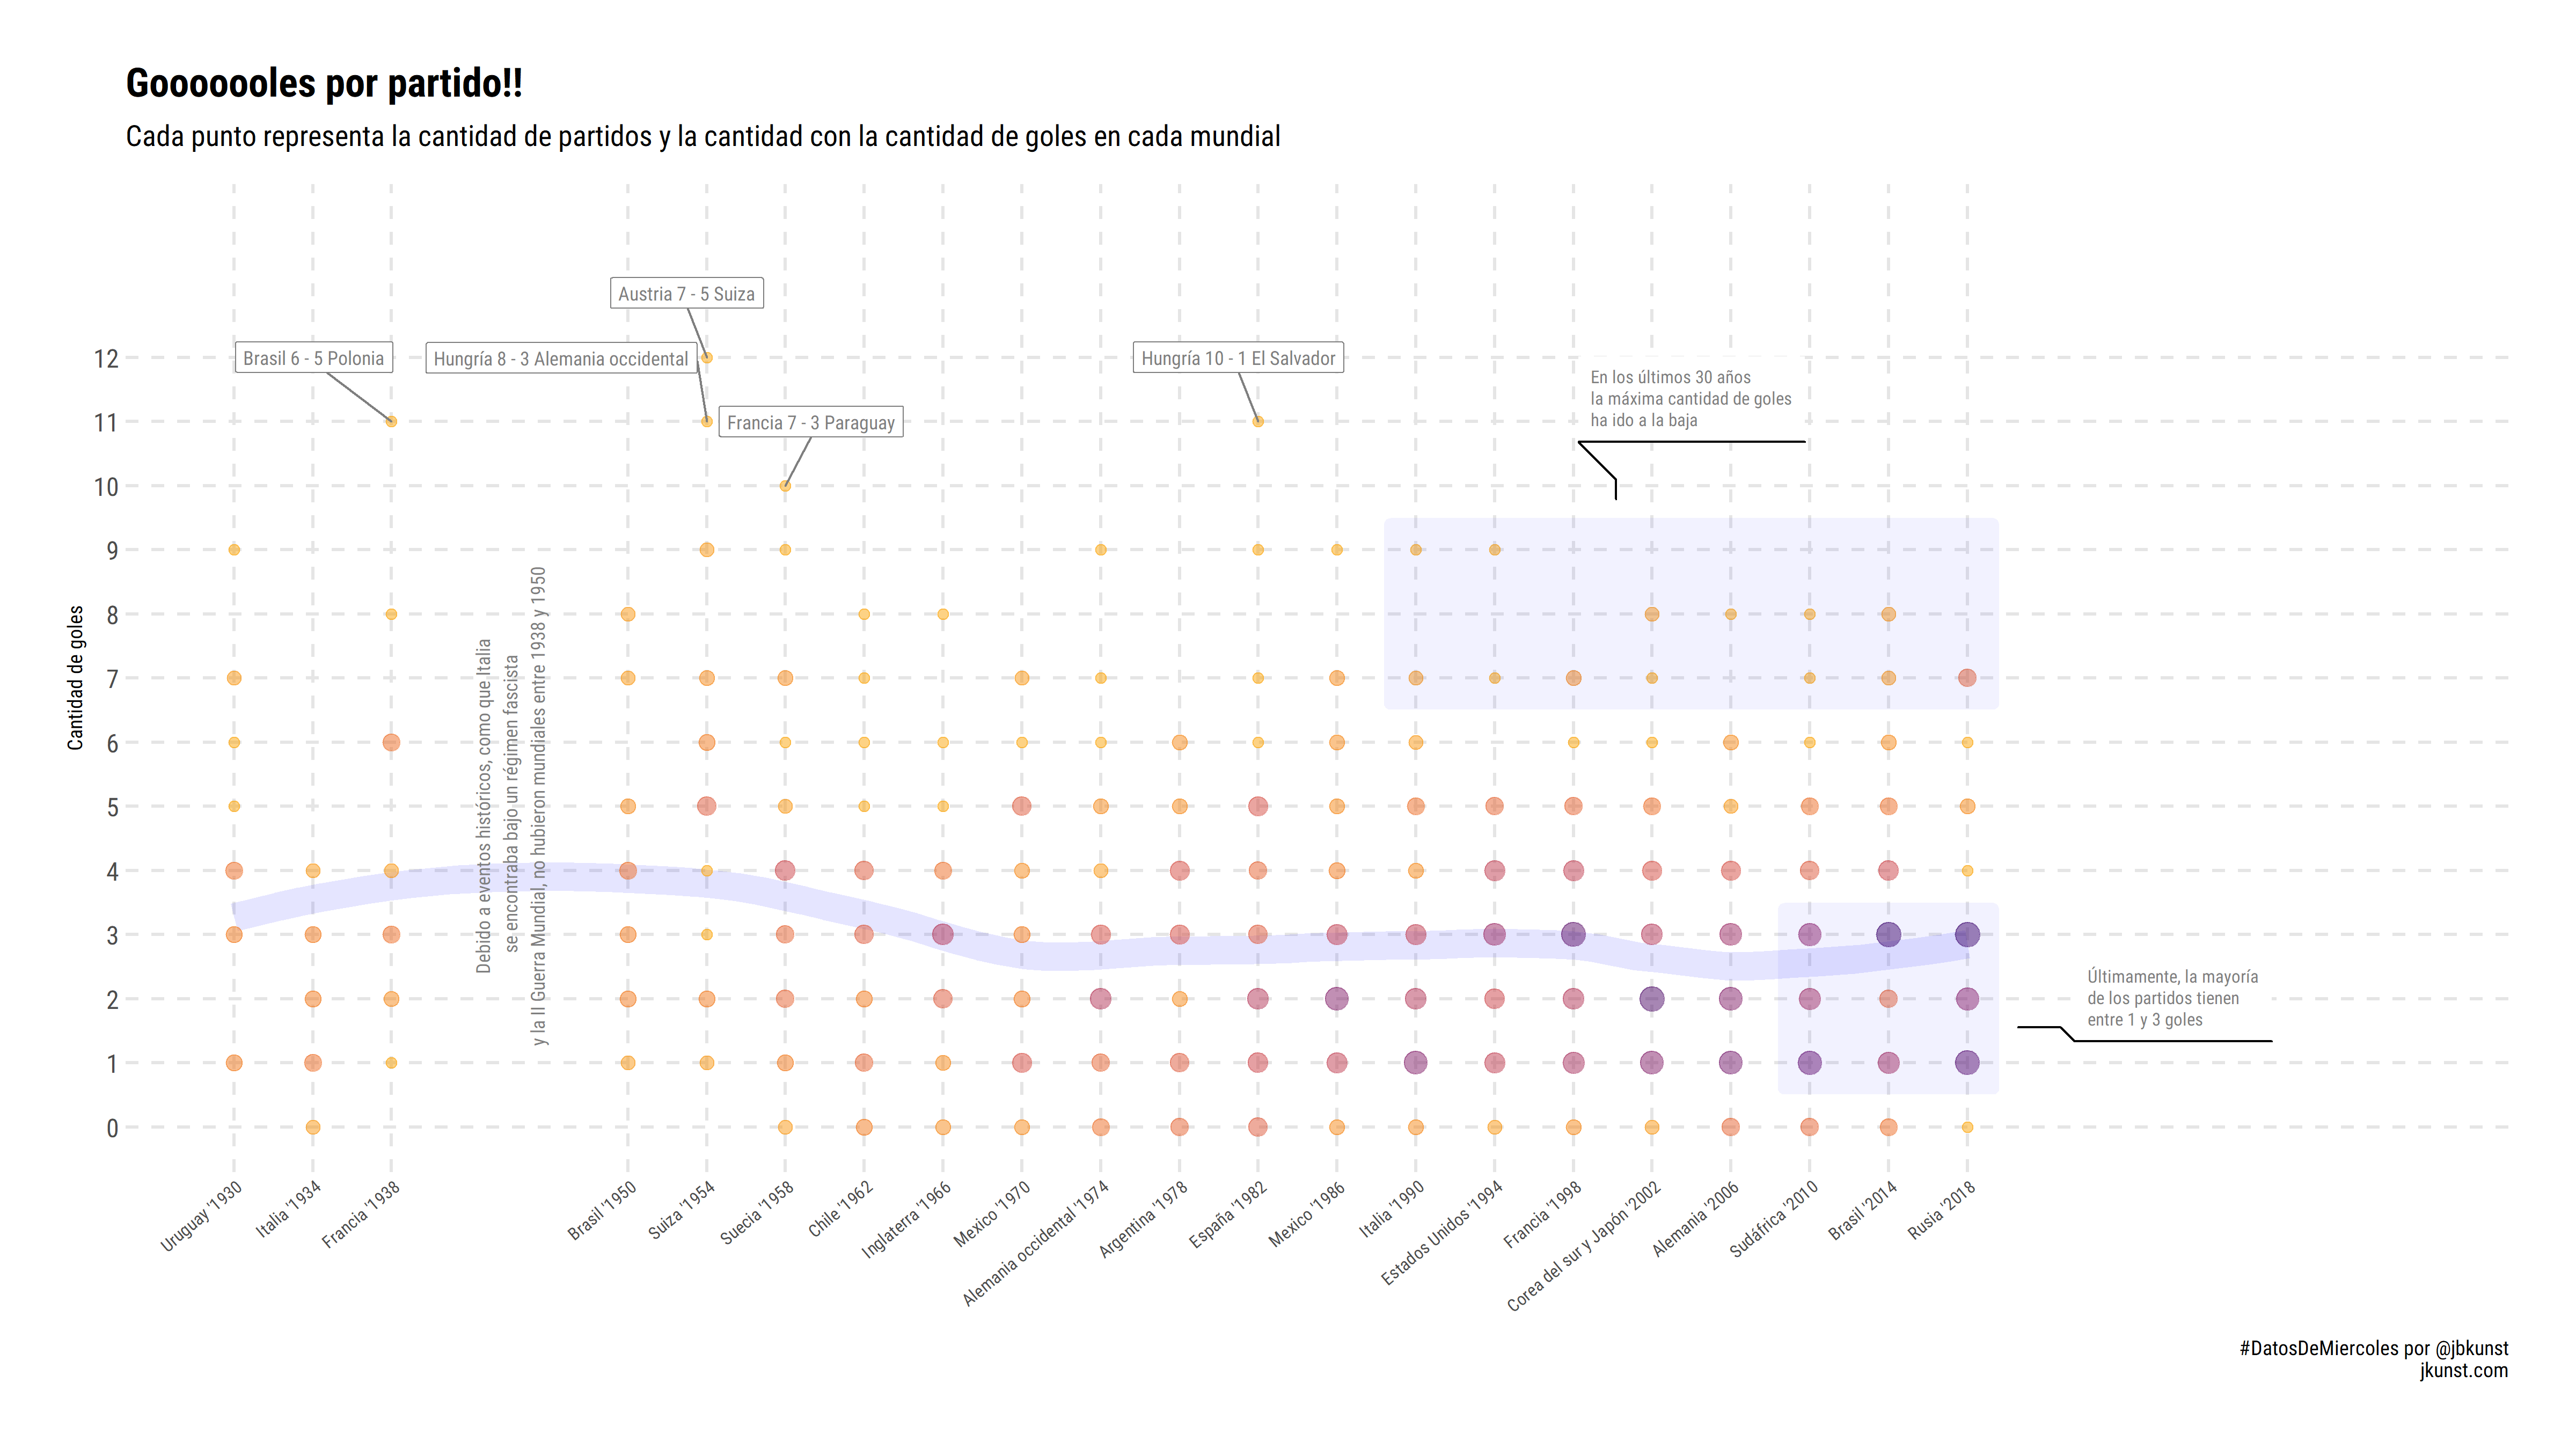 Gooooooles por partido!!
Cada punto representa la cantidad de partidos y la cantidad con la cantidad de goles en cada mundial
Austria 7 - 5 Suiza
Brasil 6 - 5 Polonia
Hungría 8 - 3 Alemania occidental
Hungría 10 - 1 El Salvador
Francia 7 - 3 Paraguay
En los últimos 30 años
la máxima cantidad de goles
ha ido a la baja
Cantidad de goles
12
11
10
9
8
7
6
5
4
3
2
1
0
Debido a eventos históricos, como que Italia
se encontraba bajo un régimen fascista
y la II Guerra Mundial, no hubieron mundiales entre 1938 y 1950
Últimamente, la mayoría
de los partidos tienen
entre 1 y 3 goles
Uruguay '1930
Italia '1934
Francia '1938
Brasil '1950
Suiza '1954
Suecia '1958
Chile '1962
Inglaterra '1966
Mexico '1970
Alemania occidental '1974
Argentina '1978
España '1982
Mexico '1986
Italia '1990
Estados Unidos '1994
Francia '1998
Corea del sur y Japón '2002
Alemania '2006
Sudáfrica '2010
Brasil '2014
Rusia '2018
#DatosDeMiercoles por @jbkunst
jkunst.com